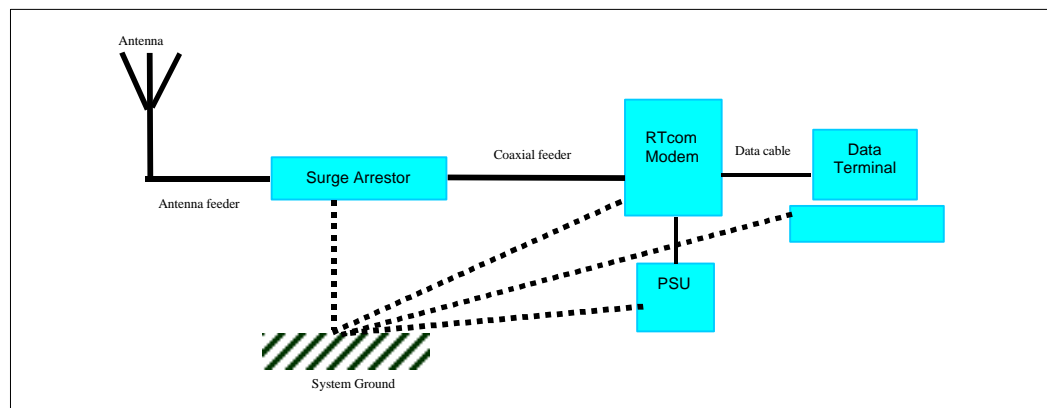 Antenna
Antenna feeder
Surge Arrestor
Coaxial feeder
RTcom
Modem
Data cable
Data
Terminal
PSU
System Ground